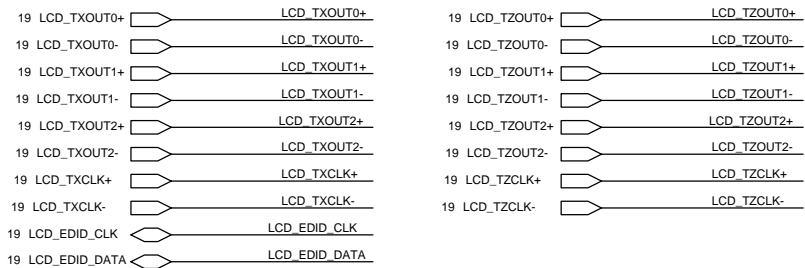 19 LCD_TXOUT0+ LCD_TXOUT0+
19 LCD_TXOUT0- LCD_TXOUT0-
19 LCD_TXOUT1+ LCD_TXOUT1+
19 LCD_TXOUT1- LCD_TXOUT1-
19 LCD_TXOUT2+ LCD_TXOUT2+
19 LCD_TXOUT2- LCD_TXOUT2-
19 LCD_TXCLK+ LCD_TXCLK+
19 LCD_TXCLK- LCD_TXCLK-
19 LCD_EDID_CLK LCD_EDID_CLK
19 LCD_EDID_DATA LCD_EDID_DATA
19 LCD_TZOUT0+ LCD_TZOUT0+
19 LCD_TZOUT0- LCD_TZOUT0-
19 LCD_TZOUT1+ LCD_TZOUT1+
19 LCD_TZOUT1- LCD_TZOUT1-
19 LCD_TZOUT2+ LCD_TZOUT2+
19 LCD_TZOUT2- LCD_TZOUT2-
19 LCD_TZCLK+ LCD_TZCLK+
19 LCD_TZCLK- LCD_TZCLK-